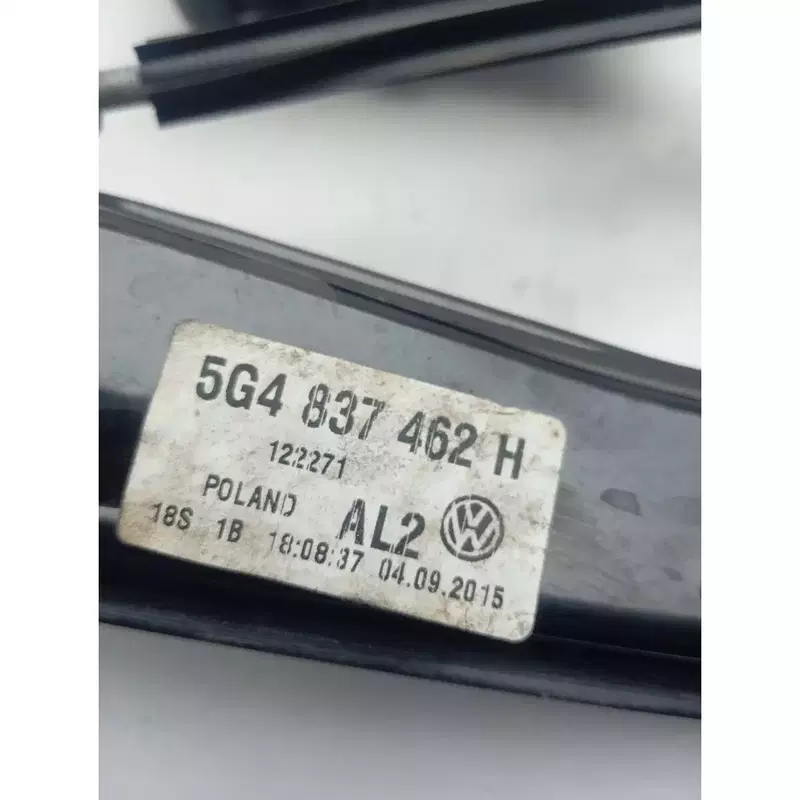 5G4 837 462 H
122271
POLAND AL2
18S 1B 18:08:37 04.09.2015